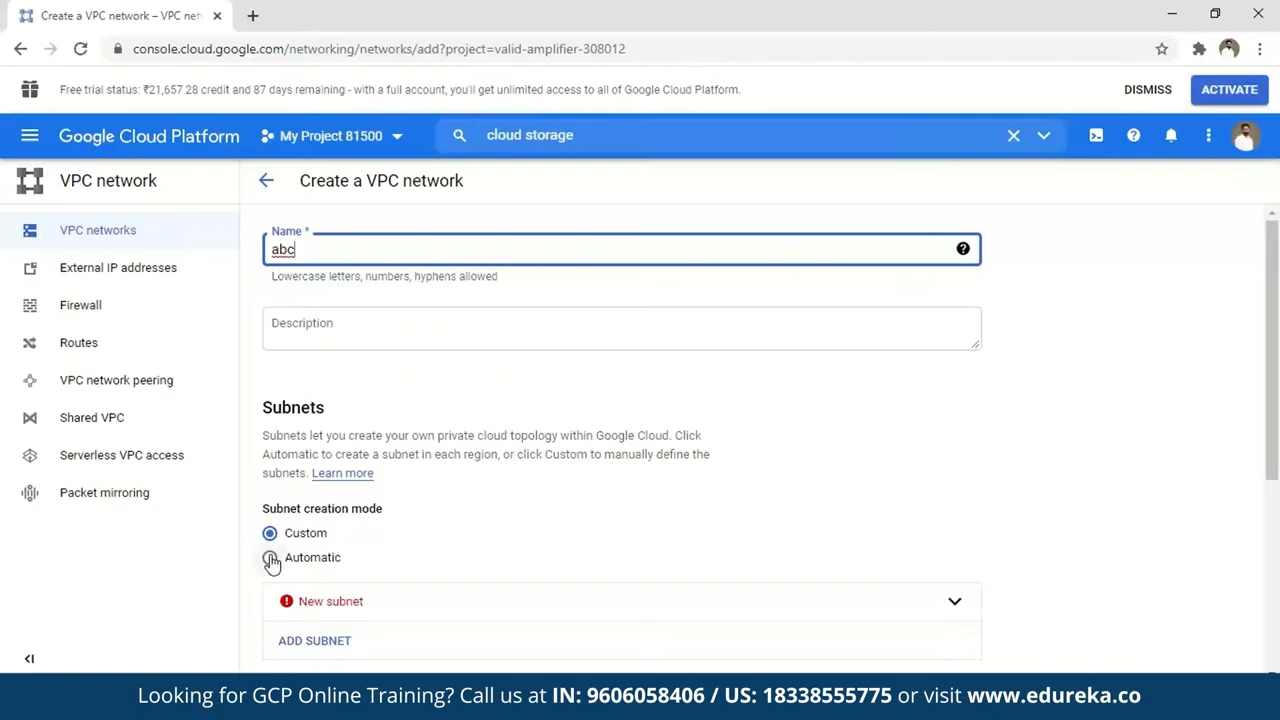 Create a VPC network – VPC net
console.cloud.google.com/networking/networks/add?project=valid-amplifier-308012
Free trial status: ₹21,657.28 credit and 87 days remaining - with a full account, you'll get unlimited access to all of Google Cloud Platform.
DISMISS
ACTIVATE
Google Cloud Platform
My Project 81500
cloud storage
VPC network
Create a VPC network
VPC networks
External IP addresses
Firewall
Routes
VPC network peering
Shared VPC
Serverless VPC access
Packet mirroring
Name *
abc
Lowercase letters, numbers, hyphens allowed
Description
Subnets
Subnets let you create your own private cloud topology within Google Cloud. Click
Automatic to create a subnet in each region, or click Custom to manually define the
subnets. Learn more
Subnet creation mode
Custom
Automatic
New subnet
ADD SUBNET
Looking for GCP Online Training? Call us at IN: 9606058406 / US: 18338555775 or visit www.edureka.co